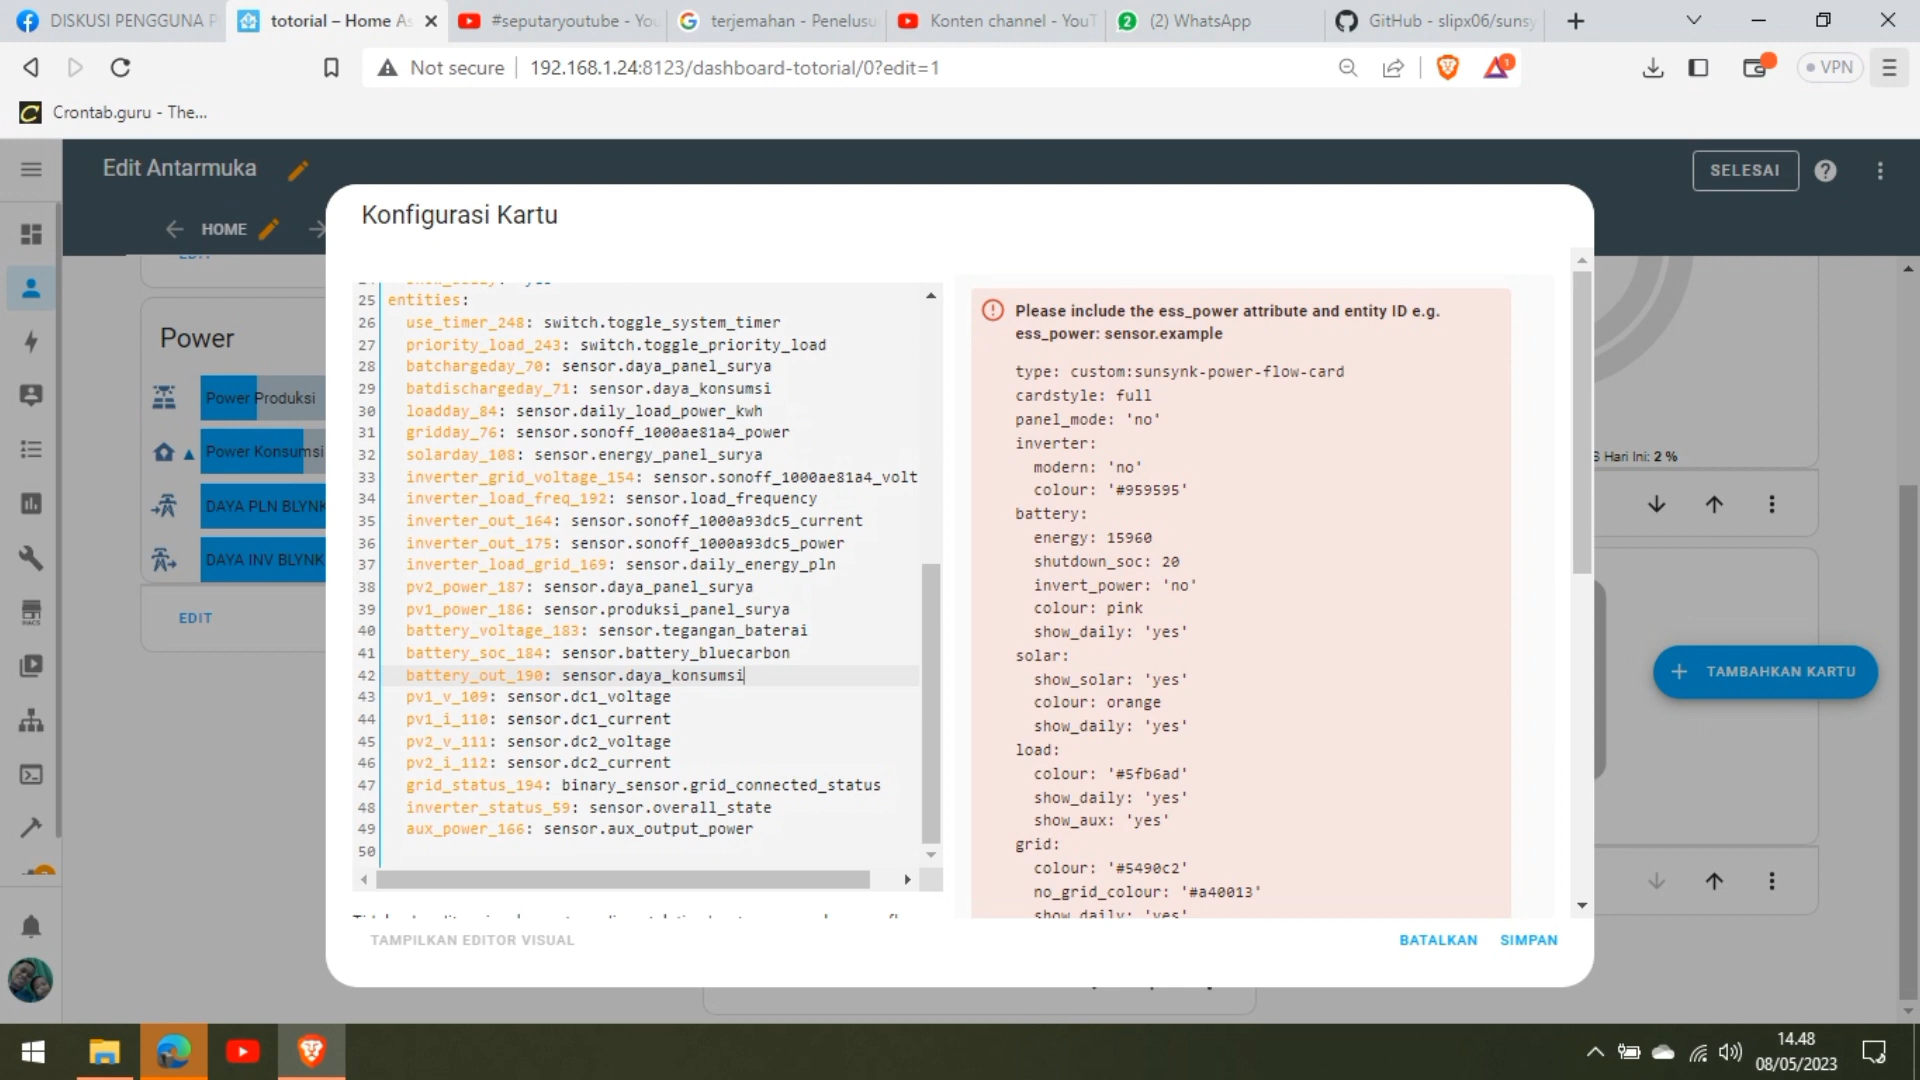 DISKUSI PENGGUNA P
totorial – Home As
#seputaryoutube - You
terjemahan - Penelusu
Konten channel - YouT
2
(2) WhatsApp
GitHub - slipx06/sunsy
Not secure
192.168.1.24:8123/dashboard-totorial/0?edit=1
1
VPN
Crontab.guru - The...
Edit Antarmuka
SELESAI
HOME
EDIT
Power
Power Produksi
Power Konsumsi
DAYA PLN BLYNK
DAYA INV BLYNK
EDIT
HACS
Konfigurasi Kartu
25 entities:
26 use_timer_248: switch.toggle_system_timer
27 priority_load_243: switch.toggle_priority_load
28 batchargeday_70: sensor.daya_panel_surya
29 batdischargeday_71: sensor.daya_konsumsi
30 loadday_84: sensor.daily_load_power_kwh
31 gridday_76: sensor.sonoff_1000ae81a4_power
32 solarday_108: sensor.energy_panel_surya
33 inverter_grid_voltage_154: sensor.sonoff_1000ae81a4_volt
34 inverter_load_freq_192: sensor.load_frequency
35 inverter_out_164: sensor.sonoff_1000a93dc5_current
36 inverter_out_175: sensor.sonoff_1000a93dc5_power
37 inverter_load_grid_169: sensor.daily_energy_pln
38 pv2_power_187: sensor.daya_panel_surya
39 pv1_power_186: sensor.produksi_panel_surya
40 battery_voltage_183: sensor.tegangan_baterai
41 battery_soc_184: sensor.battery_bluecarbon
42 battery_out_190: sensor.daya_konsumsi
43 pv1_v_109: sensor.dc1_voltage
44 pv1_i_110: sensor.dc1_current
45 pv2_v_111: sensor.dc2_voltage
46 pv2_i_112: sensor.dc2_current
47 grid_status_194: binary_sensor.grid_connected_status
48 inverter_status_59: sensor.overall_state
49 aux_power_166: sensor.aux_output_power
50
Please include the ess_power attribute and entity ID e.g.
ess_power: sensor.example
type: custom:sunsynk-power-flow-card
cardstyle: full
panel_mode: 'no'
inverter:
modern: 'no'
colour: '#959595'
battery:
energy: 15960
shutdown_soc: 20
invert_power: 'no'
colour: pink
show_daily: 'yes'
solar:
show_solar: 'yes'
colour: orange
show_daily: 'yes'
load:
colour: '#5fb6ad'
show_daily: 'yes'
show_aux: 'yes'
grid:
colour: '#5490c2'
no_grid_colour: '#a40013'
show_daily: 'yes'
Hari Ini: 2 %
TAMBAHKAN KARTU
TAMPILKAN EDITOR VISUAL
BATALKAN
SIMPAN
14.48
08/05/2023